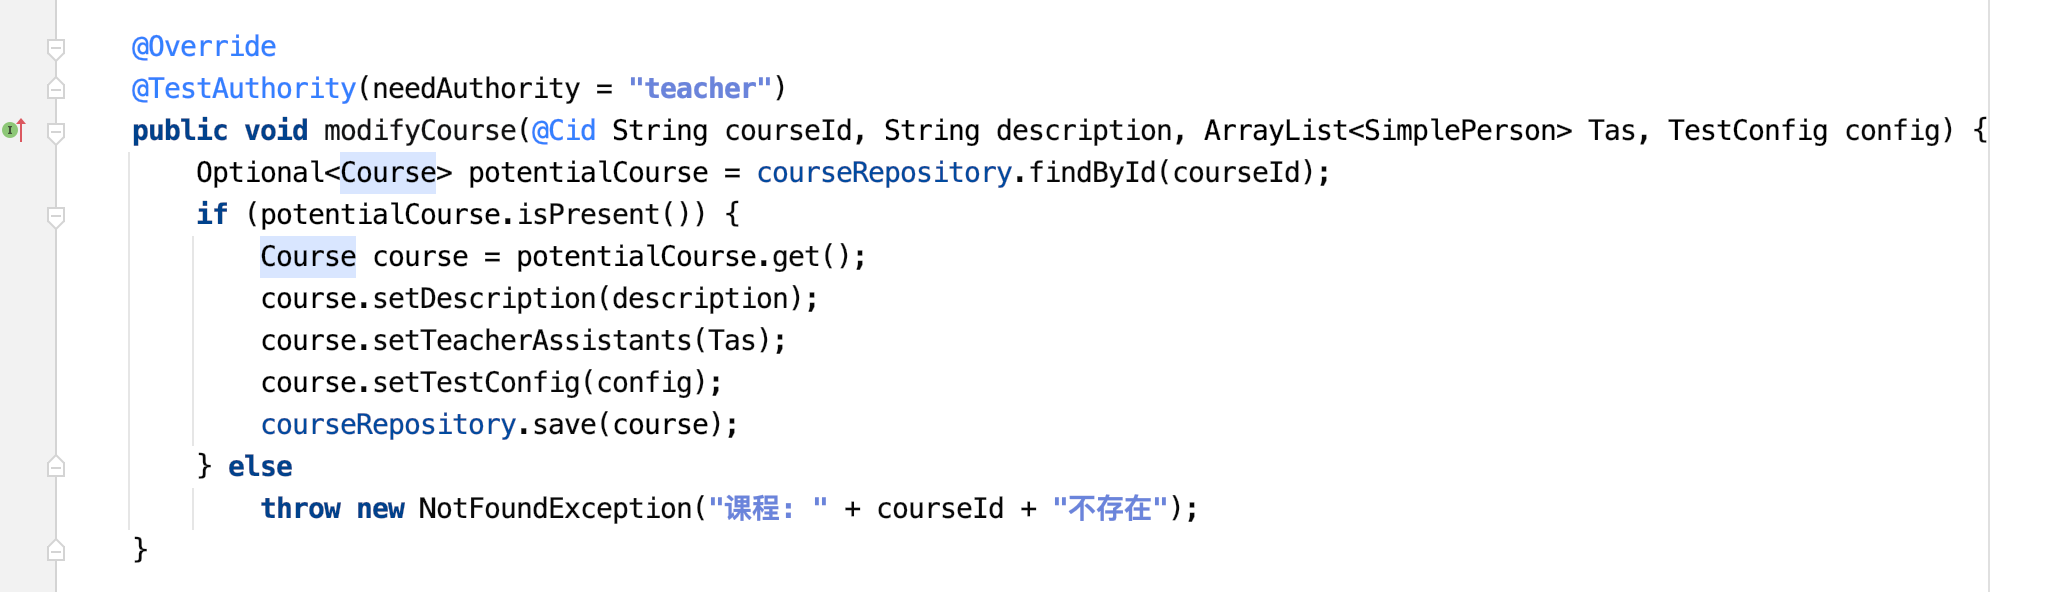 @Override
@TestAuthority(needAuthority = "teacher")
public void modifyCourse(@Cid String courseId, String description, ArrayList<SimplePerson> Tas, TestConfig config) {
Optional<Course> potentialCourse = courseRepository.findById(courseId);
if (potentialCourse.isPresent()) {
Course course = potentialCourse.get();
course.setDescription(description);
course.setTeacherAssistants(Tas);
course.setTestConfig(config);
courseRepository.save(course);
} else
throw new NotFoundException("课程: " + courseId + "不存在");
}